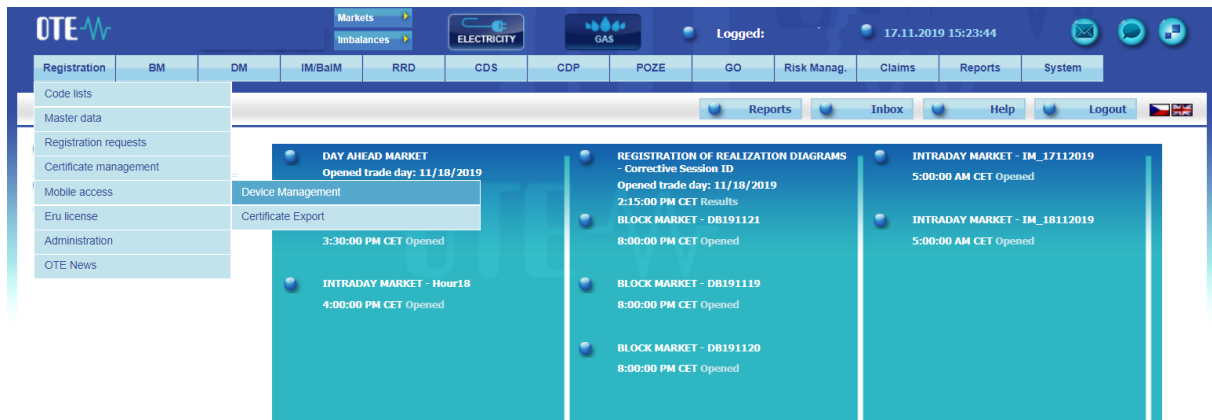 OTE
Markets
Imbalances
ELECTRICITY
GAS
Logged:
17.11.2019 15:23:44
Registration BM DM IM/BalM RRD CDS CDP POZE GO Risk Manag. Claims Reports System
Reports Inbox Help Logout
Code lists
Master data
Registration requests
Certificate management
Mobile access
Eru license
Administration
OTE News
Device Management
Certificate Export
DAY AHEAD MARKET
Opened trade day: 11/18/2019
3:30:00 PM CET Opened
INTRADAY MARKET - Hour18
4:00:00 PM CET Opened
REGISTRATION OF REALIZATION DIAGRAMS
- Corrective Session ID
Opened trade day: 11/18/2019
2:15:00 PM CET Results
BLOCK MARKET - DB191121
8:00:00 PM CET Opened
BLOCK MARKET - DB191119
8:00:00 PM CET Opened
BLOCK MARKET - DB191120
8:00:00 PM CET Opened
INTRADAY MARKET - IM_17112019
5:00:00 AM CET Opened
INTRADAY MARKET - IM_18112019
5:00:00 AM CET Opened